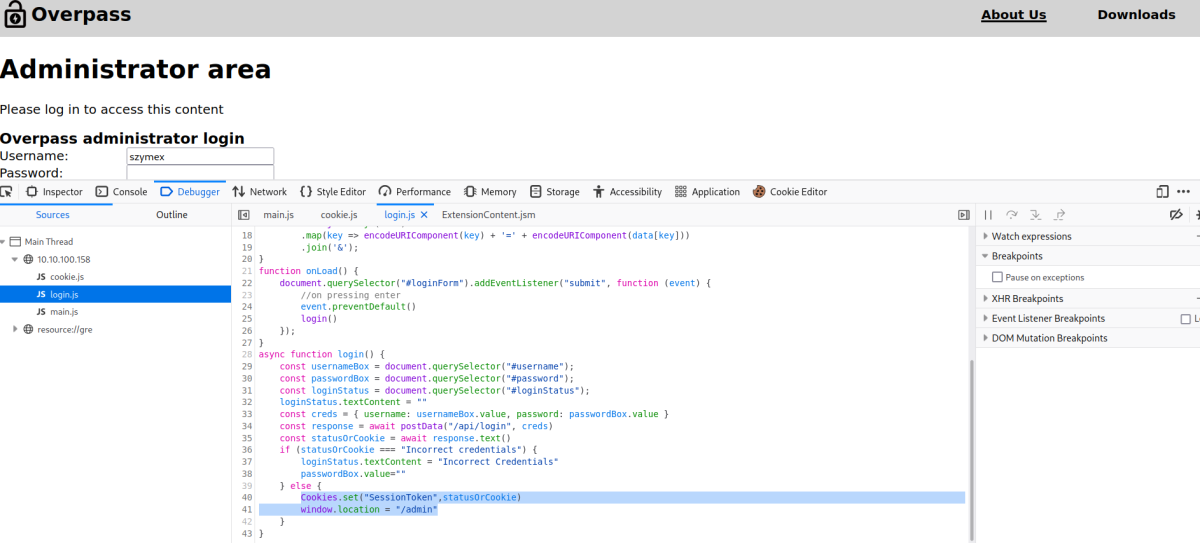 Overpass
About Us
Downloads
Administrator area
Please log in to access this content
Overpass administrator login
Username: szymex
Password:
Inspector Console Debugger Network Style Editor Performance Memory Storage Accessibility Application Cookie Editor
Sources Outline
main.js cookie.js login.js ExtensionContent.jsm
Main Thread
10.10.100.158
JS cookie.js
JS login.js
JS main.js
resource://gre
18 .map(key => encodeURIComponent(key) + '=' + encodeURIComponent(data[key]))
19 .join('&');
20 }
21 function onLoad() {
22 document.querySelector("#loginForm").addEventListener("submit", function (event) {
23 //on pressing enter
24 event.preventDefault()
25 login()
26 });
27 }
28 async function login() {
29 const usernameBox = document.querySelector("#username");
30 const passwordBox = document.querySelector("#password");
31 const loginStatus = document.querySelector("#loginStatus");
32 loginStatus.textContent = ""
33 const creds = { username: usernameBox.value, password: passwordBox.value }
34 const response = await postData("/api/login", creds)
35 const statusOrCookie = await response.text()
36 if (statusOrCookie === "Incorrect credentials") {
37 loginStatus.textContent = "Incorrect Credentials"
38 passwordBox.value=""
39 } else {
40 Cookies.set("SessionToken",statusOrCookie)
41 window.location = "/admin"
42 }
43 }
Watch expressions
Breakpoints
Pause on exceptions
XHR Breakpoints
Event Listener Breakpoints
DOM Mutation Breakpoints